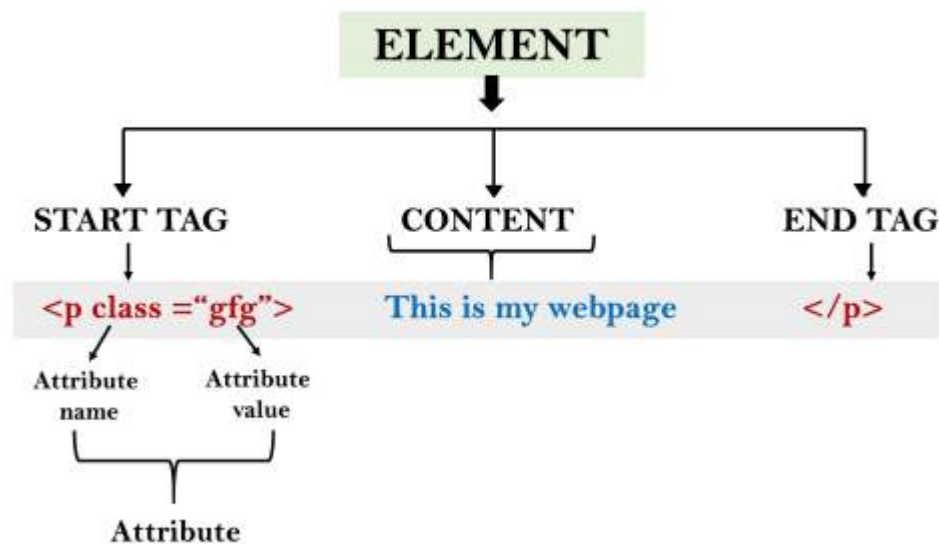 ELEMENT
START TAG
CONTENT
END TAG
<p class =“gfg”>
This is my webpage
</p>
Attribute
name
Attribute
value
Attribute